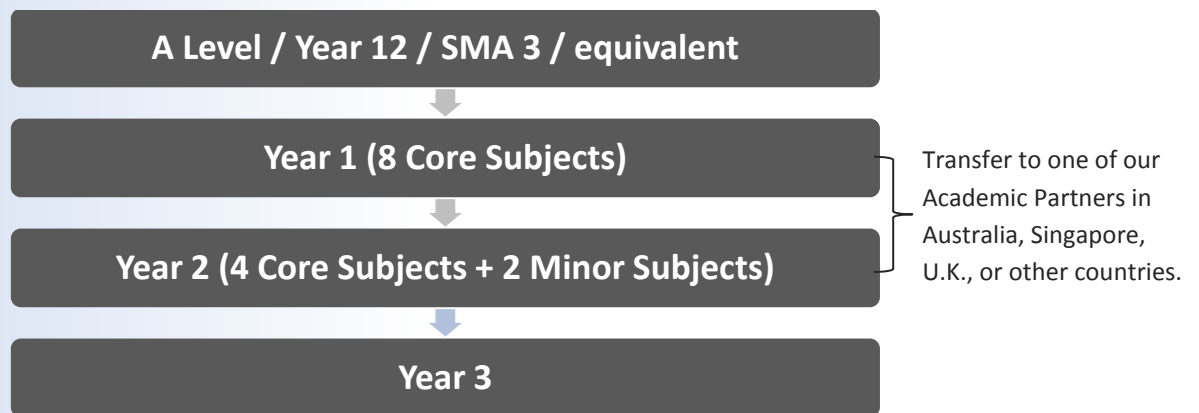 A Level / Year 12 / SMA 3 / equivalent
Year 1 (8 Core Subjects)
Transfer to one of our
Academic Partners in
Australia, Singapore,
U.K., or other countries.
Year 2 (4 Core Subjects + 2 Minor Subjects)
Year 3